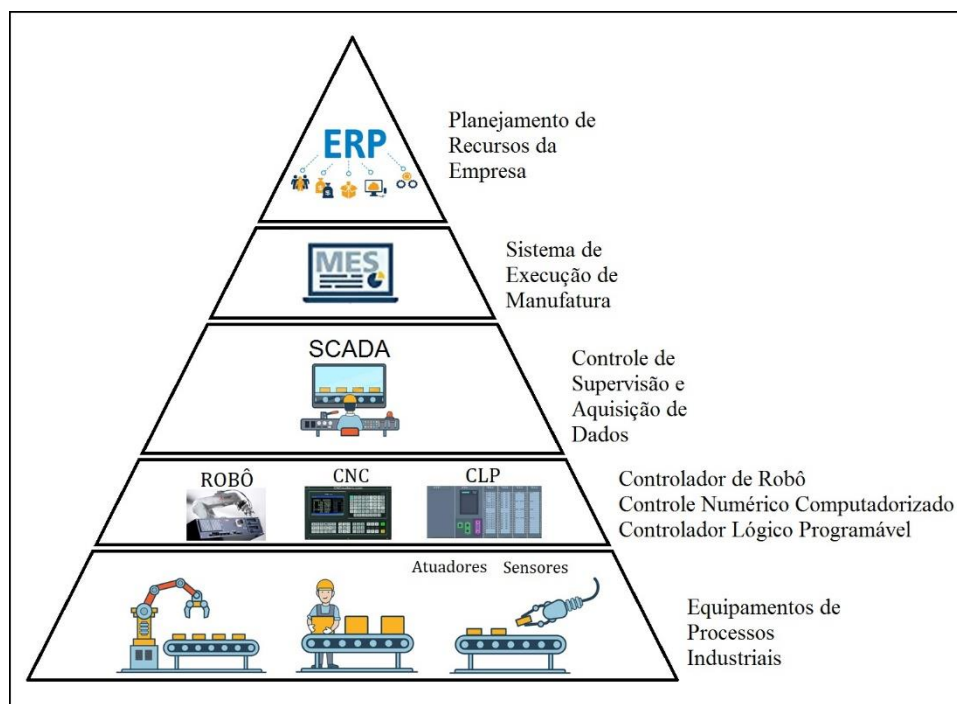 ERP
Planejamento de
Recursos da
Empresa
MES
Sistema de
Execução de
Manufatura
SCADA
Controle de
Supervisão e
Aquisição de
Dados
ROBÔ
CNC
CLP
Controlador de Robô
Controle Numérico Computadorizado
Controlador Lógico Programável
Atuadores
Sensores
Equipamentos de
Processos
Industriais